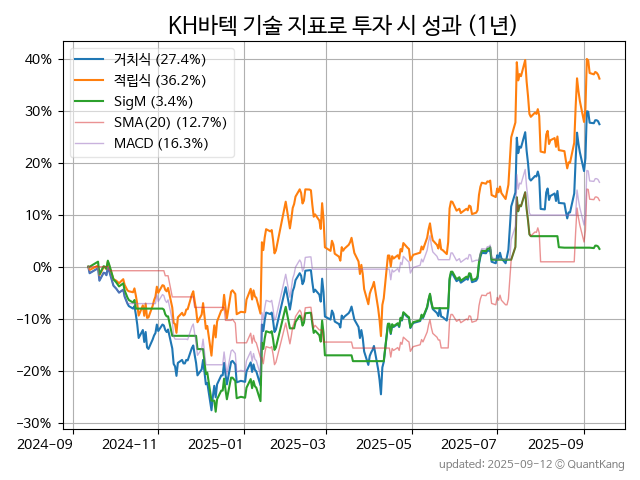 KH바텍 기술 지표로 투자 시 성과 (1년)
거치식 (27.4%)
적립식 (36.2%)
SigM (3.4%)
SMA(20) (12.7%)
MACD (16.3%)
40%
30%
20%
10%
0%
−10%
−20%
−30%
2024-09 2024-11 2025-01 2025-03 2025-05 2025-07 2025-09
updated: 2025-09-12 © QuantKang